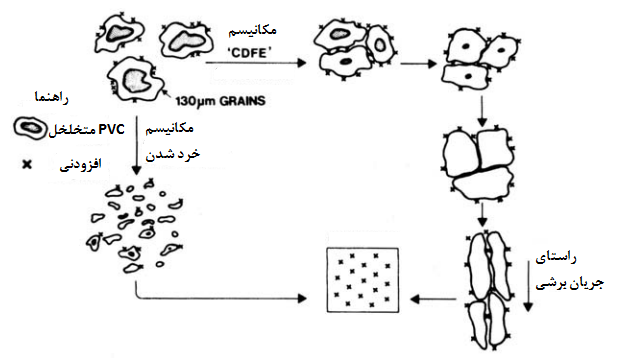 مکانیسم
‘CDFE’
130µm GRAINS
راهنما
PVC متخلخل
افزودنی
مکانیسم
خرد شدن
راستای
جریان برشی